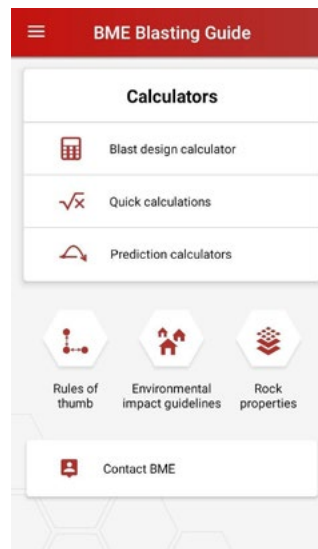 BME Blasting Guide
Calculators
Blast design calculator
√x Quick calculations
Prediction calculators
Rules of thumb
Environmental impact guidelines
Rock properties
Contact BME